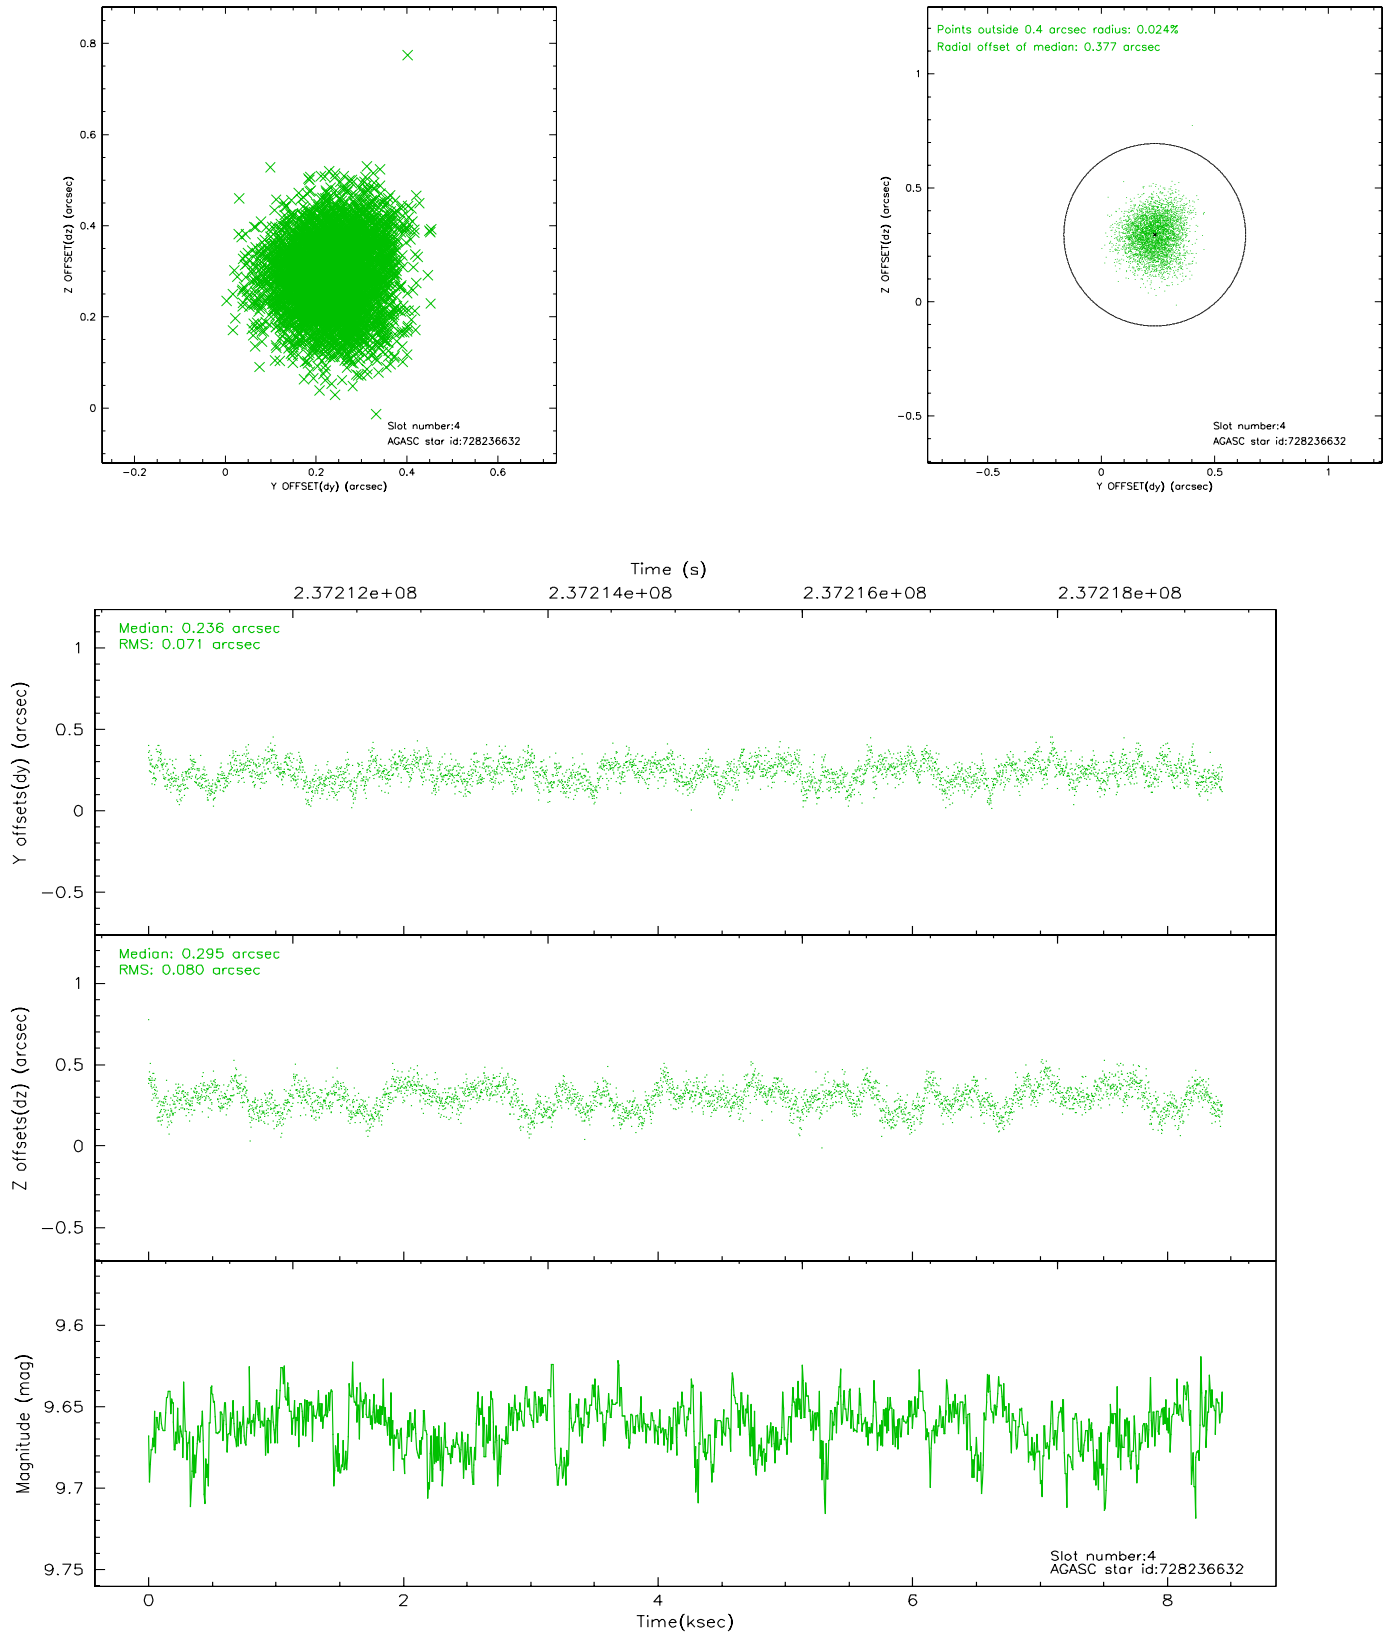 0.8
0.6
0.4
0.2
0
Z OFFSET(dz) (arcsec)
Slot number:4
AGASC star id:728236632
−0.2 0 0.2 0.4 0.6
Y OFFSET(dy) (arcsec)
Points outside 0.4 arcsec radius: 0.024%
Radial offset of median: 0.377 arcsec
1
0.5
0
−0.5
Z OFFSET(dz) (arcsec)
Slot number:4
AGASC star id:728236632
−0.5 0 0.5 1
Y OFFSET(dy) (arcsec)
Time (s)
2.37212e+08 2.37214e+08 2.37216e+08 2.37218e+08
Median: 0.236 arcsec
RMS: 0.071 arcsec
1
0.5
0
−0.5
Y offsets(dy) (arcsec)
Median: 0.295 arcsec
RMS: 0.080 arcsec
1
0.5
0
−0.5
Z offsets(dz) (arcsec)
9.6
9.65
9.7
9.75
Magnitude (mag)
Slot number:4
AGASC star id:728236632
0 2 4 6 8
Time(ksec)